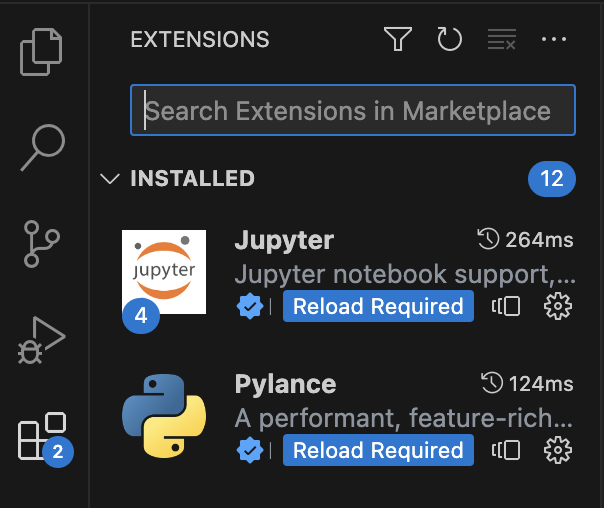 EXTENSIONS
Search Extensions in Marketplace
INSTALLED 12
Jupyter 264ms
jupyter
Jupyter notebook support,...
4 Reload Required
Pylance 124ms
A performant, feature-rich...
Reload Required
2